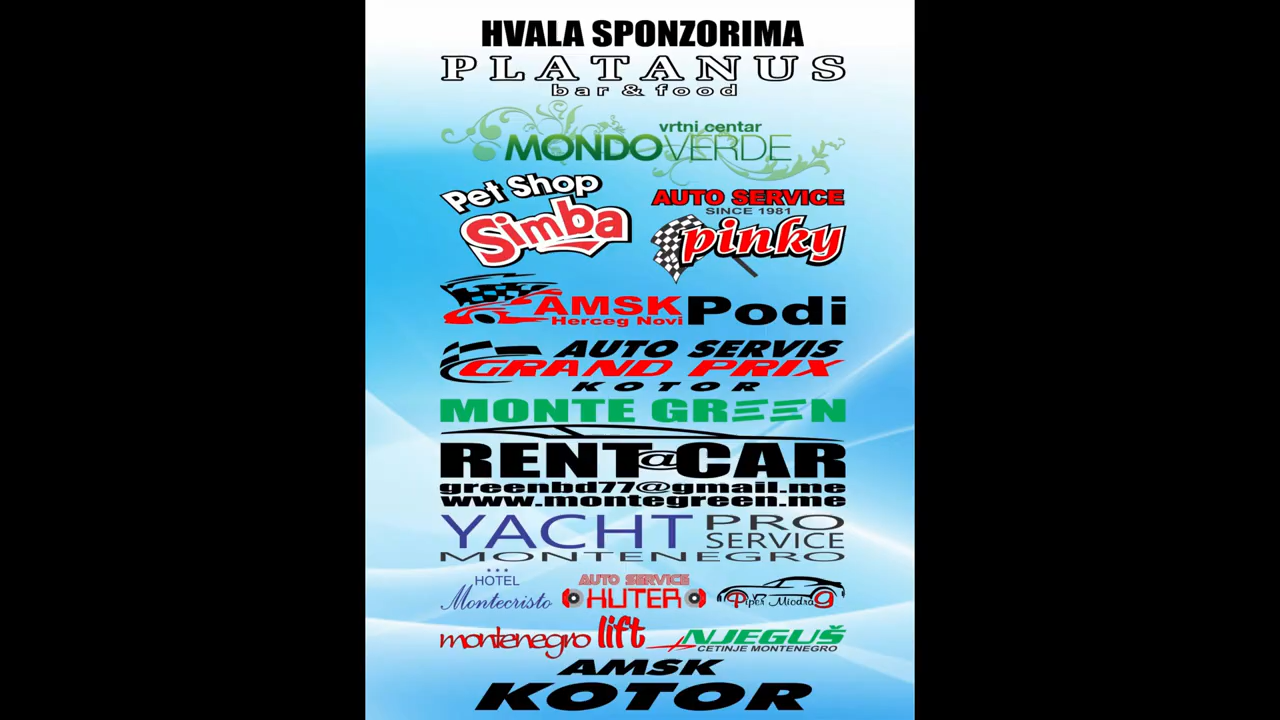 HVALA SPONZORIMA
PLATANUS
bar & food
vrtni centar
MONDOVERDE
Pet Shop
Simba
AUTO SERVICE
SINCE 1981
pinky
AMSK
Herceg Novi
Podi
AUTO SERVIS
GRAND PRIX
KOTOR
MONTE GREEN
RENT@CAR
greenbd77@gmail.me
www.montegreen.me
YACHT PRO
SERVICE
MONTENEGRO
HOTEL
Montecristo
AUTO SERVICE
HUTER
Piper Miodrag
montenegro lift
NJEGUŠ
CETINJE MONTENEGRO
AMSK
KOTOR